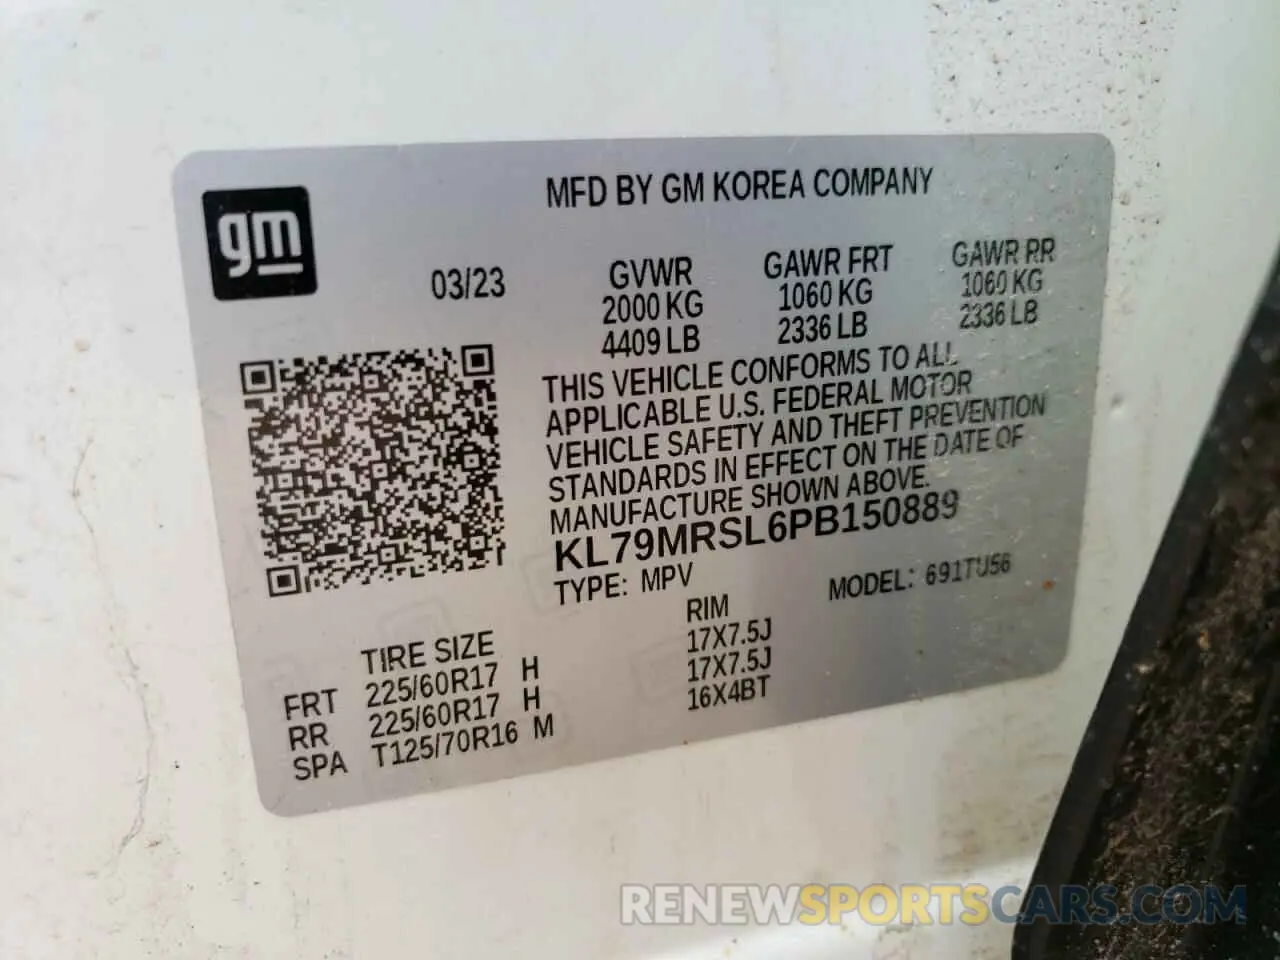 gm
MFD BY GM KOREA COMPANY
03/23
GVWR GAWR FRT GAWR RR
2000 KG 1060 KG 1060 KG
4409 LB 2336 LB 2336 LB
THIS VEHICLE CONFORMS TO ALL
APPLICABLE U.S. FEDERAL MOTOR
VEHICLE SAFETY AND THEFT PREVENTION
STANDARDS IN EFFECT ON THE DATE OF
MANUFACTURE SHOWN ABOVE.
KL79MRSL6PB150889
TYPE: MPV MODEL: 691TU56
TIRE SIZE RIM
FRT 225/60R17 H 17X7.5J
RR 225/60R17 H 17X7.5J
SPA T125/70R16 M 16X4BT
RENEWSPORTSCARS.COM